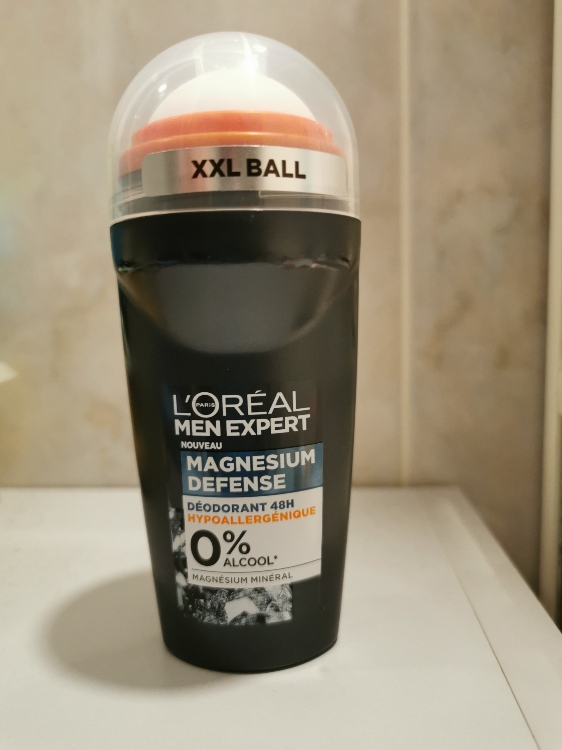 XXL BALL
L'ORÉAL
PARIS
MEN EXPERT
NOUVEAU
MAGNESIUM
DEFENSE
DÉODORANT 48H
HYPOALLERGÉNIQUE
0%
ALCOOL*
MAGNÉSIUM MINÉRAL